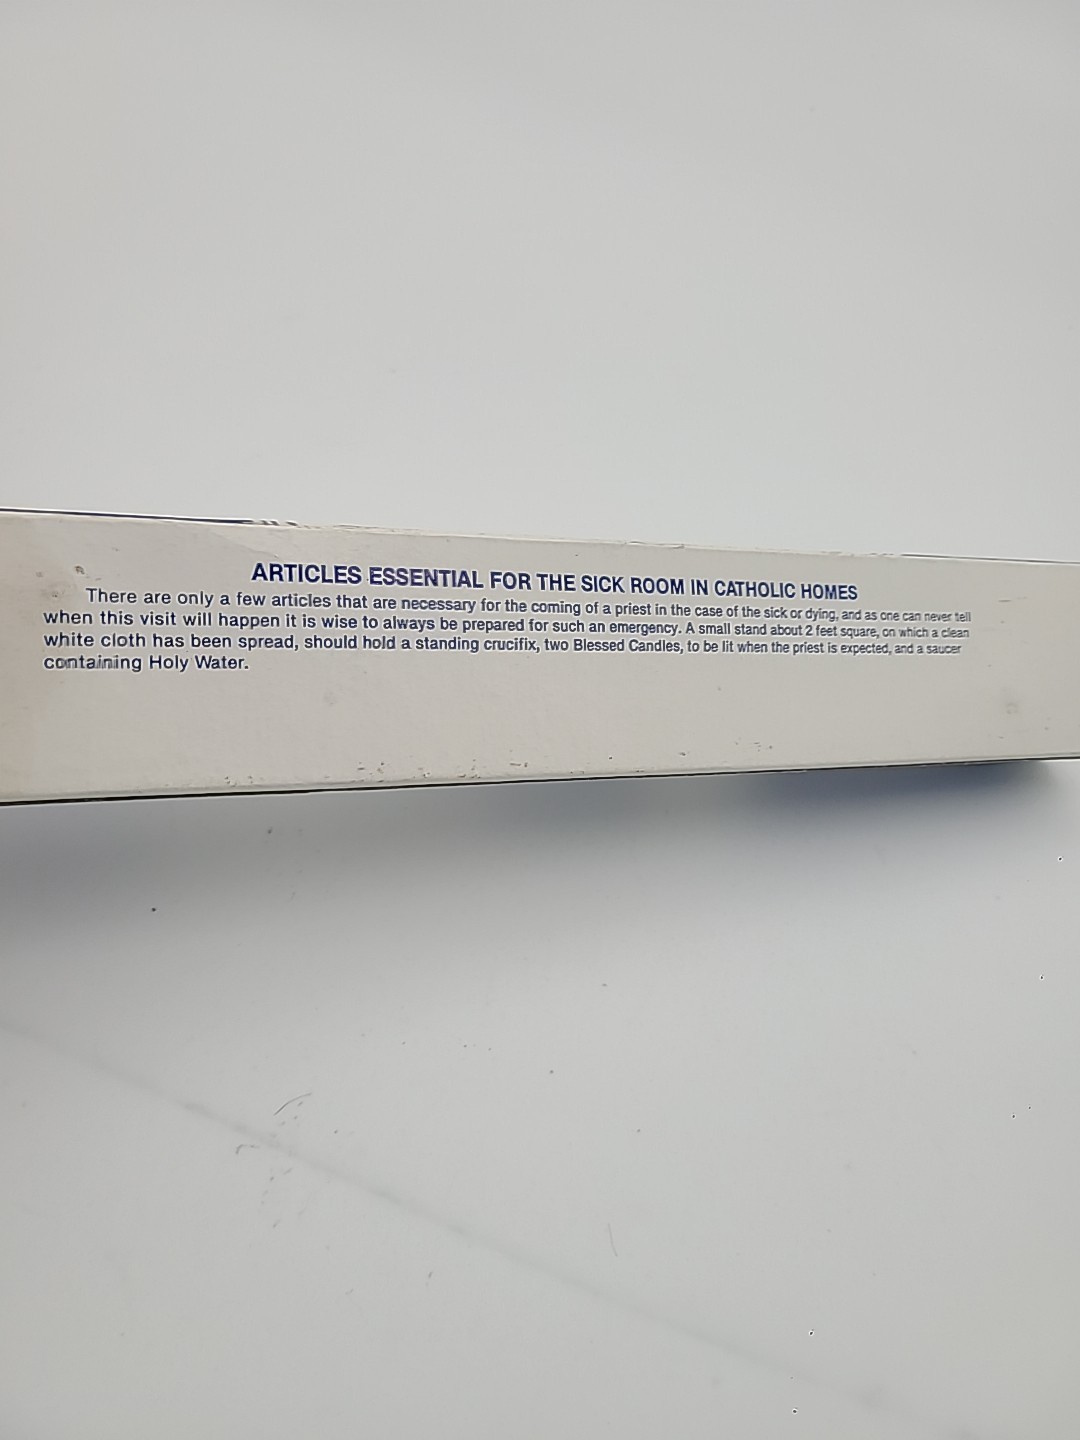 ARTICLES ESSENTIAL FOR THE SICK ROOM IN CATHOLIC HOMES
There are only a few articles that are necessary for the coming of a priest in the case of the sick or dying, and as one can never tell
when this visit will happen it is wise to always be prepared for such an emergency. A small stand about 2 feet square, on which a clean
white cloth has been spread, should hold a standing crucifix, two Blessed Candles, to be lit when the priest is expected, and a saucer
containing Holy Water.